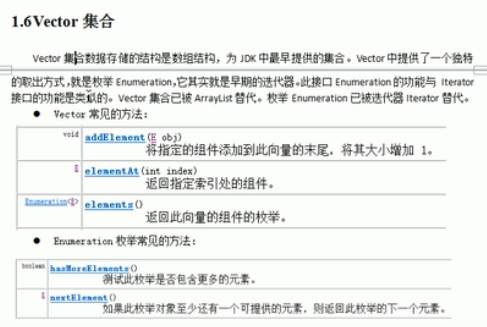 1.6Vector 集合
Vector 集合数据存储的结构是数组结构，为 JDK 中最早提供的集合。Vector 中提供了一个独特
的取出方式，就是枚举 Enumeration，它其实就是早期的迭代器。此接口 Enumeration 的功能与 Iterator
接口的功能是类似的。Vector 集合已被 ArrayList 替代。枚举 Enumeration 已被迭代器 Iterator 替代。
● Vector 常见的方法：
void addElement(E obj)
将指定的组件添加到此向量的末尾，将其大小增加 1。
E elementAt(int index)
返回指定索引处的组件。
Enumeration<E> elements()
返回此向量的组件的枚举。
● Enumeration 枚举常见的方法：
boolean hasMoreElements()
测试此枚举是否包含更多的元素。
E nextElement()
如果此枚举对象至少还有一个可提供的元素，则返回此枚举的下一个元素。